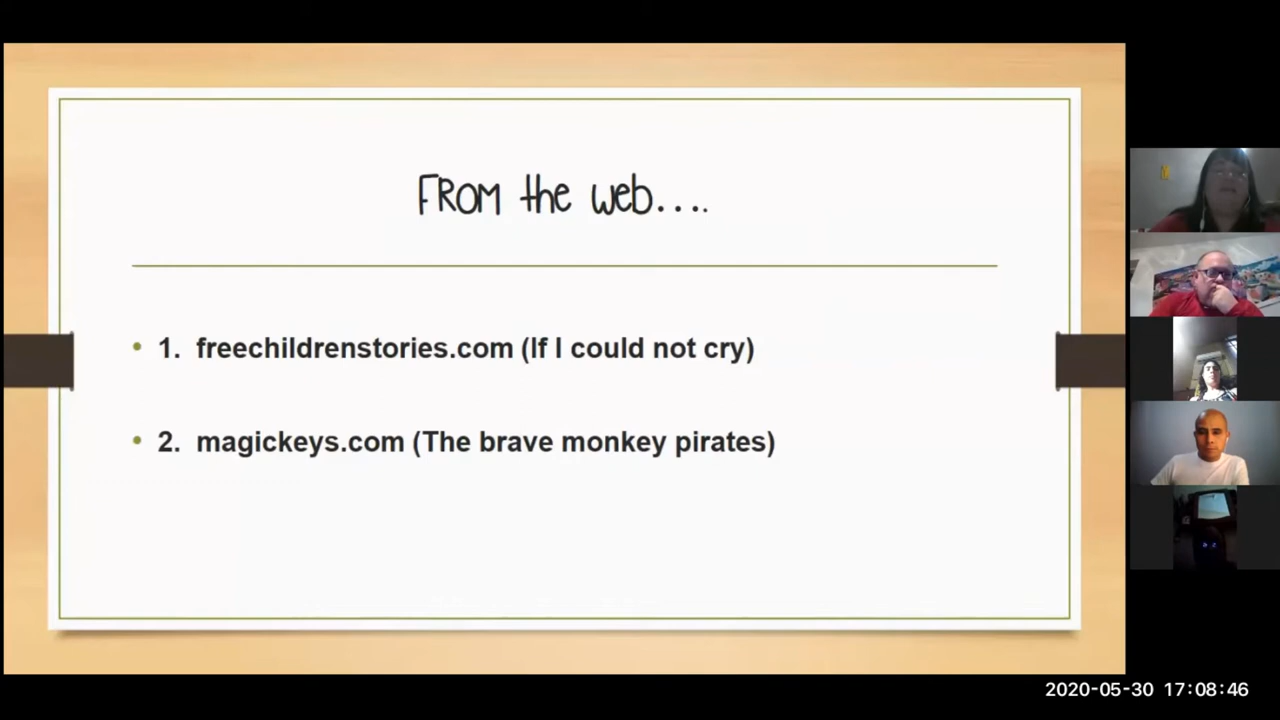 From the web....
• 1. freechildrenstories.com (If I could not cry)
• 2. magickeys.com (The brave monkey pirates)
2020-05-30 17:08:46